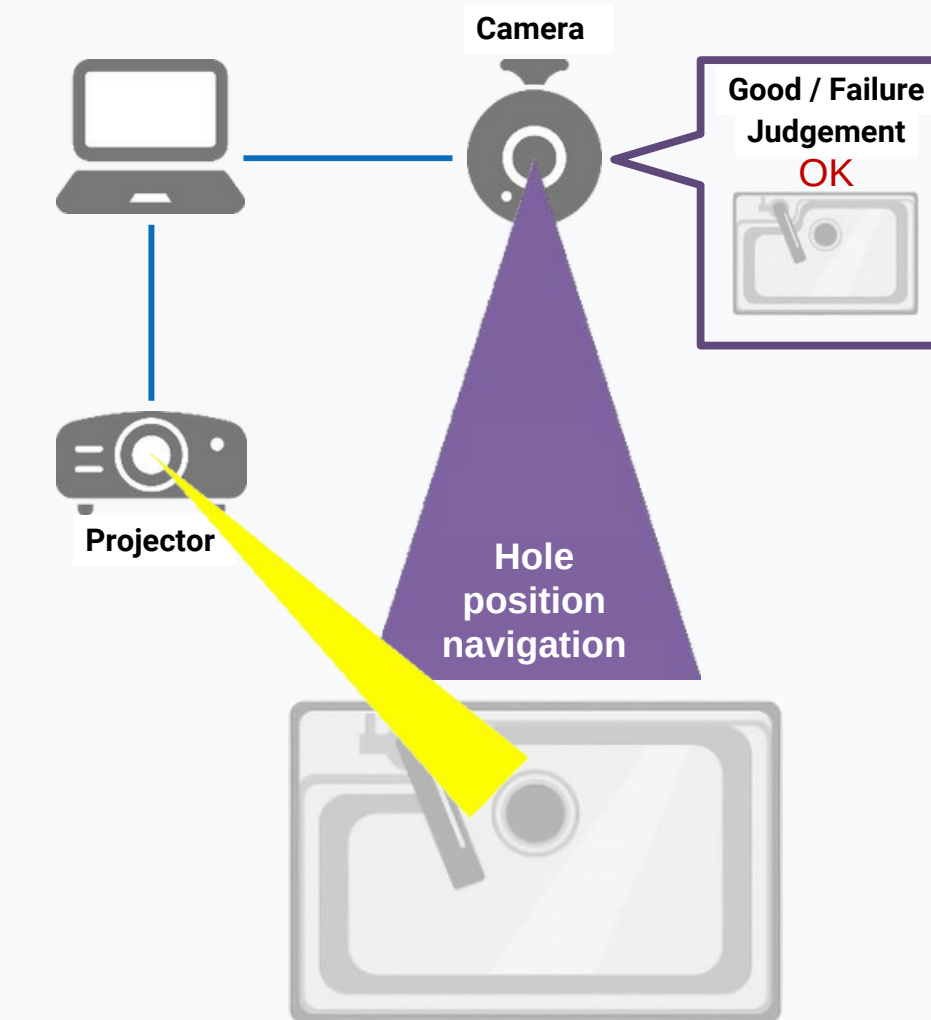 Camera
Good / Failure
Judgement
OK
Projector
Hole
position
navigation